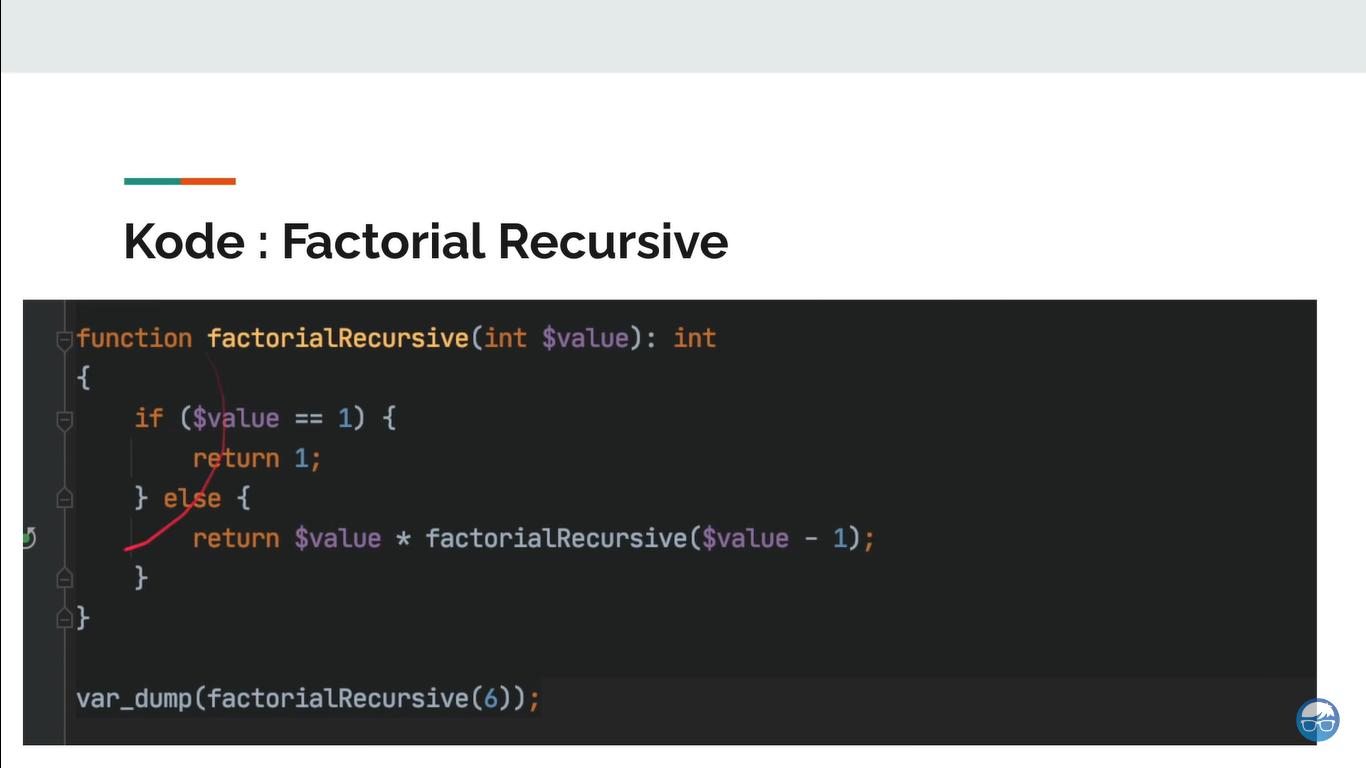 Kode : Factorial Recursive
function factorialRecursive(int $value): int
{
    if ($value == 1) {
        return 1;
    } else {
        return $value * factorialRecursive($value - 1);
    }
}
var_dump(factorialRecursive(6));